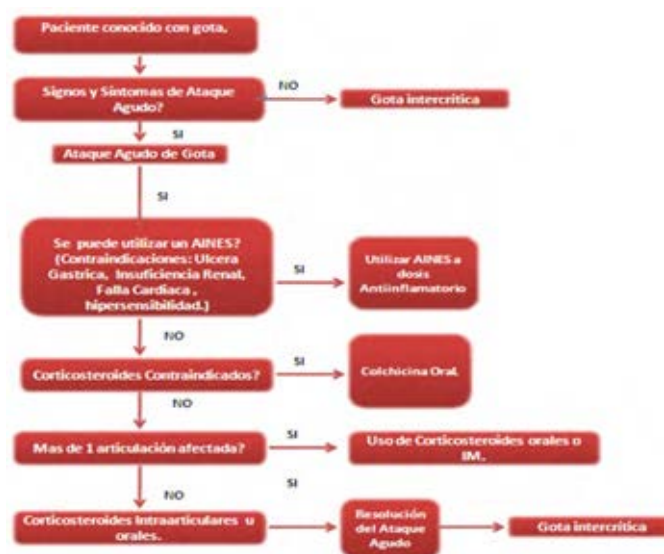 Paciente conocido con gota,
Signos y Síntomas de Ataque
Agudo?
NO
Gota intercrítica
SI
Ataque Agudo de Gota
SI
Se puede utilizar un AINES?
(Contraindicaciones: Ulcera
Gastrica, Insuficiencia Renal,
Falla Cardiaca ,
hipersensibilidad.)
SI
Utilizar AINES a
dosis
Antiinflamatorio
NO
Corticosteroides Contraindicados?
SI
Colchicina Oral.
NO
Mas de 1 articulación afectada?
SI
Uso de Corticosteroides orales o
IM.
NO
SI
Corticosteroides Intraarticulares u
orales.
Resolución
del Ataque
Agudo
Gota intercrítica